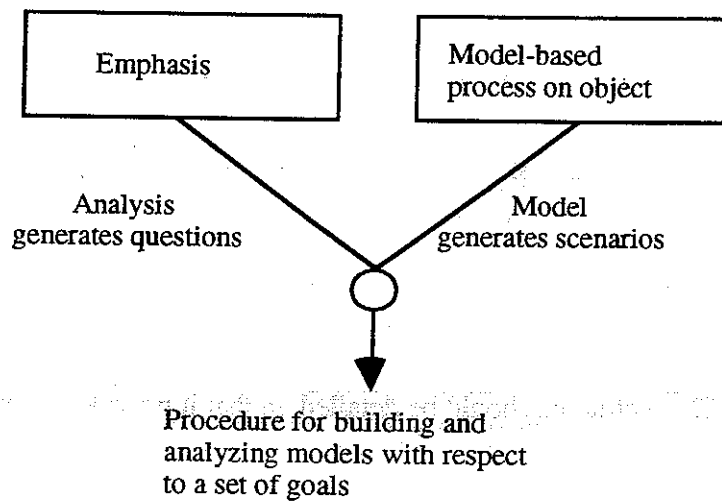 Emphasis
Model-based
process on object
Analysis
generates questions
Model
generates scenarios
Procedure for building and
analyzing models with respect
to a set of goals